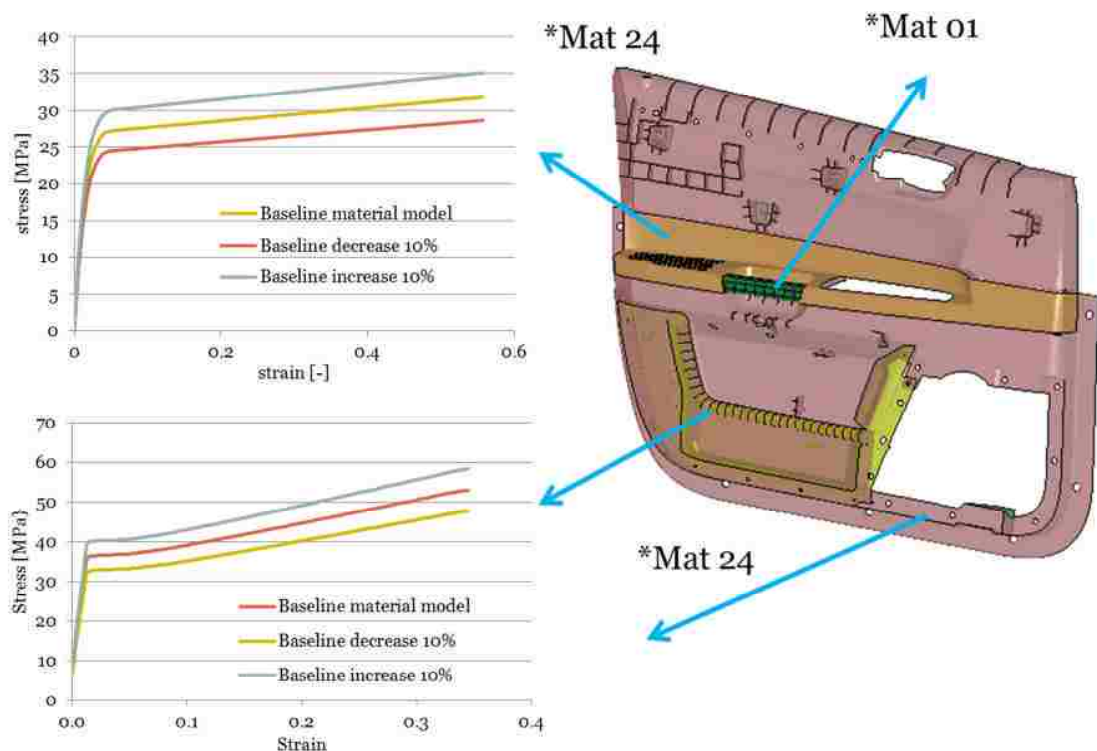 40
35
30
25
20
15
10
5
0
stress [MPa]
Baseline material model
Baseline decrease 10%
Baseline increase 10%
0
0.2
0.4
0.6
strain [-]
*Mat 24
*Mat 01
70
60
50
40
30
20
10
0
Stress [MPa}
Baseline material model
Baseline decrease 10%
Baseline increase 10%
0.0
0.1
0.2
0.3
0.4
Strain
*Mat 24